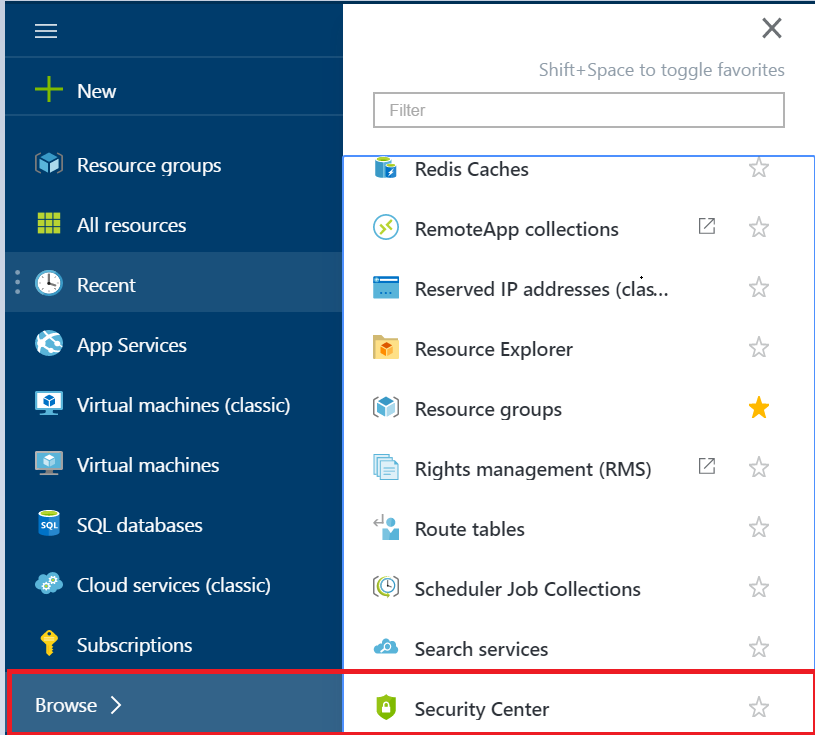 New
Resource groups
All resources
Recent
App Services
Virtual machines (classic)
Virtual machines
SQL
SQL databases
Cloud services (classic)
Subscriptions
Browse
Shift+Space to toggle favorites
Filter
Redis Caches
RemoteApp collections
Reserved IP addresses (clas...
Resource Explorer
Resource groups
Rights management (RMS)
Route tables
Scheduler Job Collections
Search services
Security Center